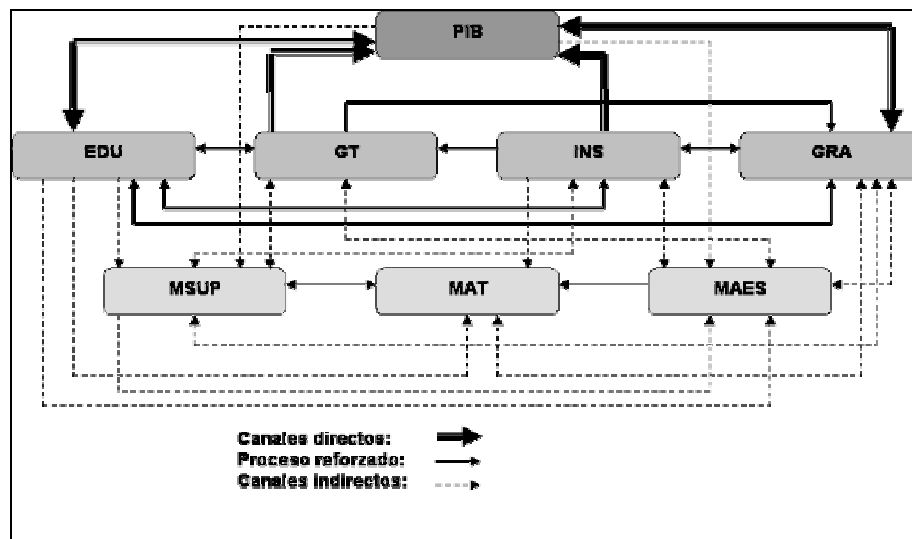 PIB
EDU GT INS GRA
MSUP MAT MAES
Canales directos:
Proceso reforzado:
Canales indirectos: